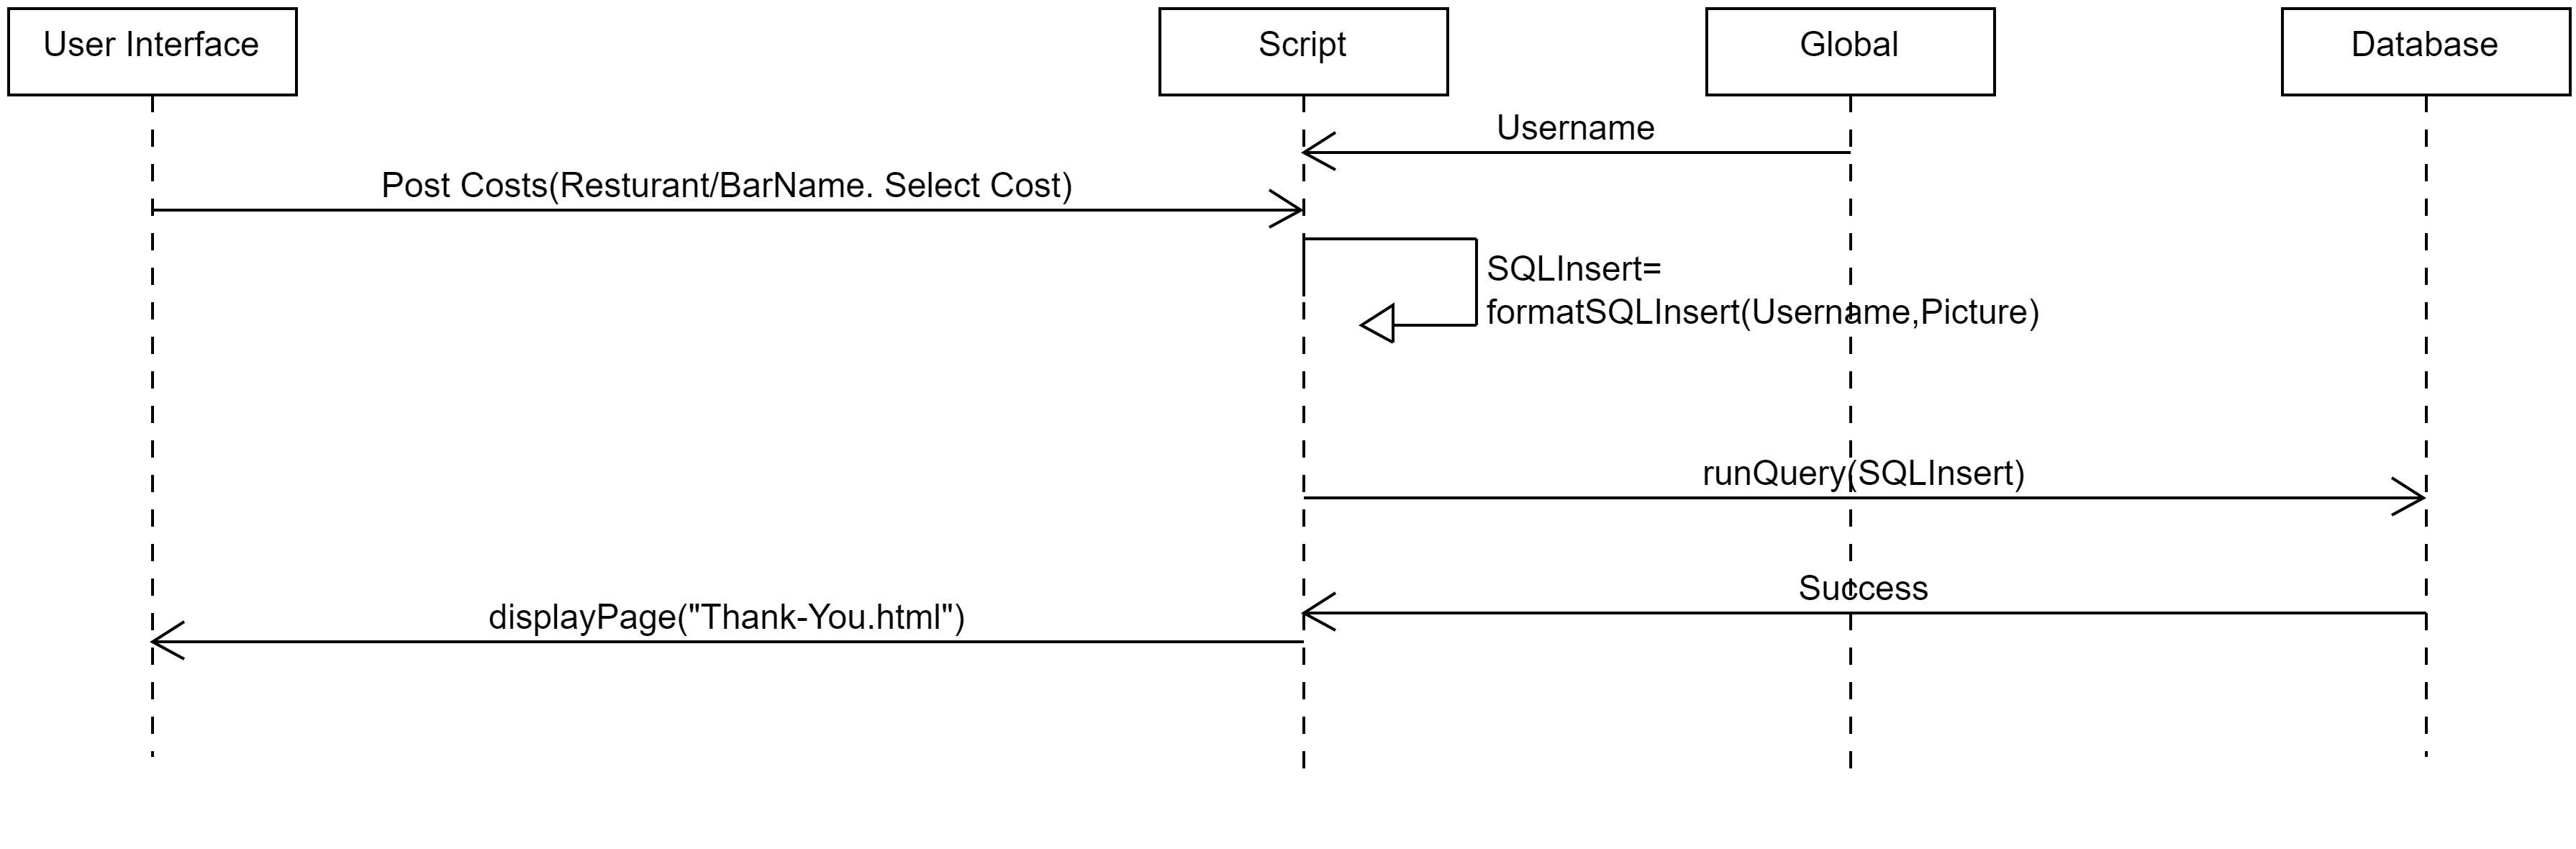 User Interface
Script
Global
Database
Username
Post Costs(Resturant/BarName. Select Cost)
SQLInsert=
formatSQLInsert(Username,Picture)
runQuery(SQLInsert)
Success
displayPage("Thank-You.html")